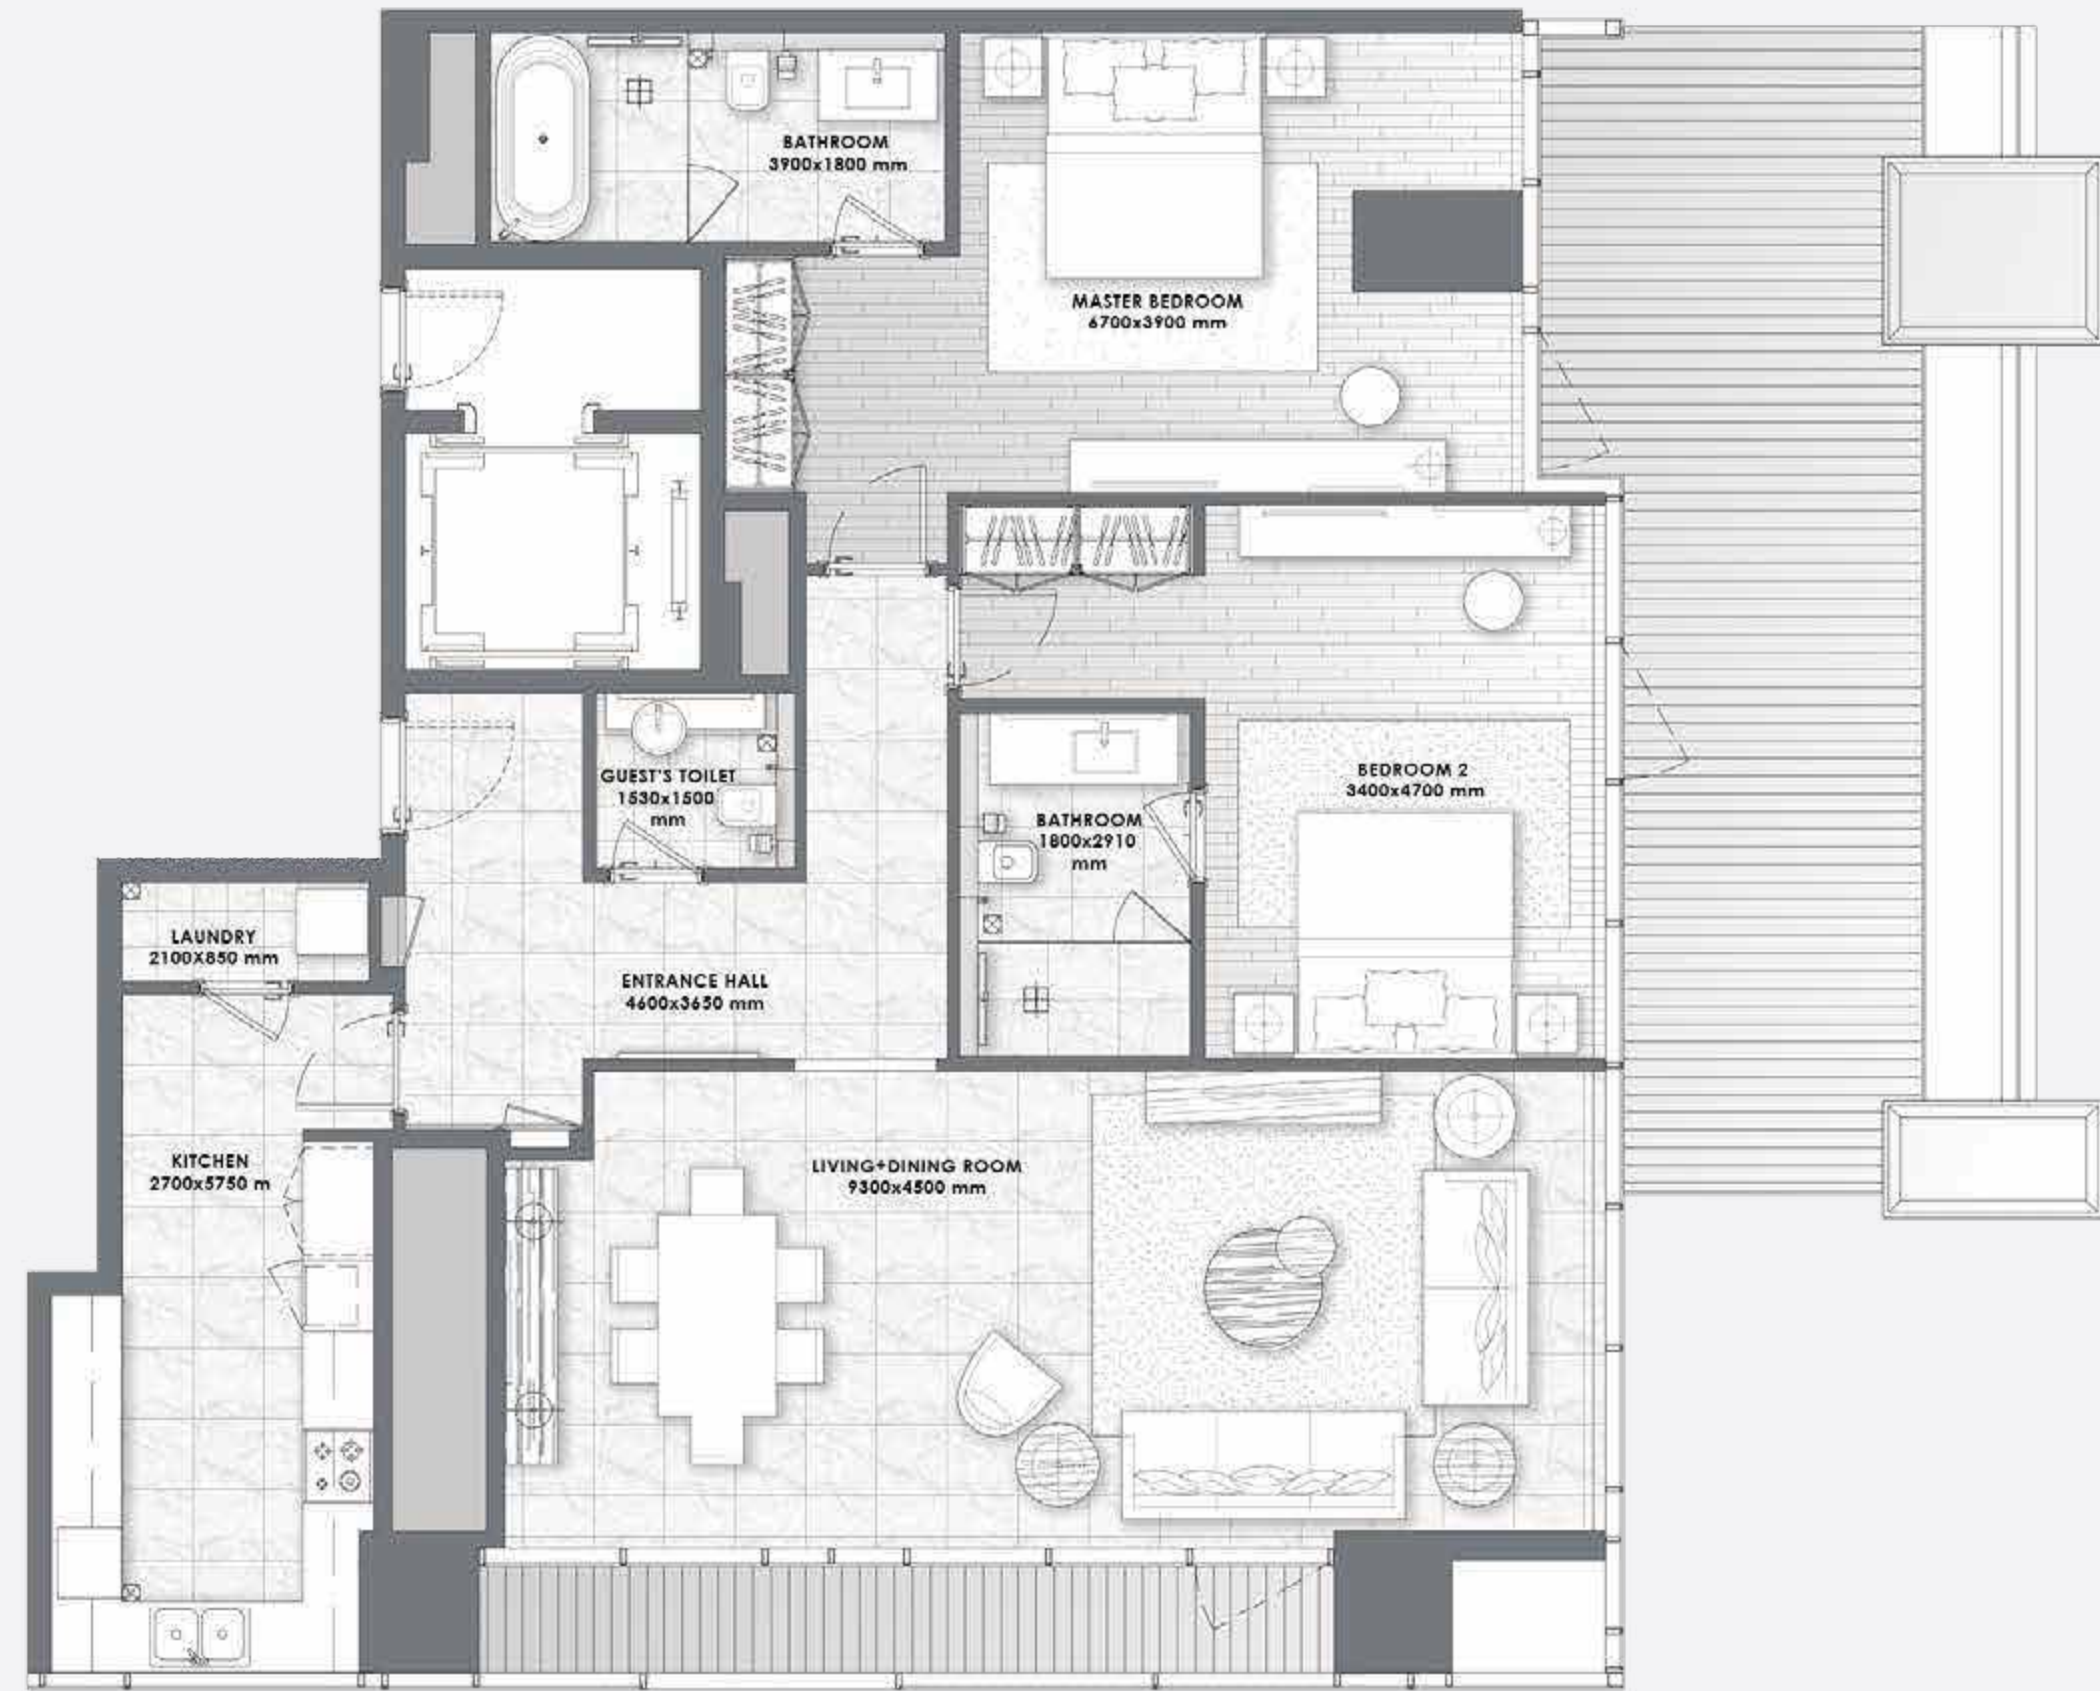 BATHROOM
3900x1800 mm
MASTER BEDROOM
6700x3900 mm
GUEST'S TOILET
1530x1500
mm
BEDROOM 2
3400x4700 mm
BATHROOM
1800x2910
mm
LAUNDRY
2100X850 mm
ENTRANCE HALL
4600x3650 mm
KITCHEN
2700x5750 m
LIVING+DINING ROOM
9300x4500 mm